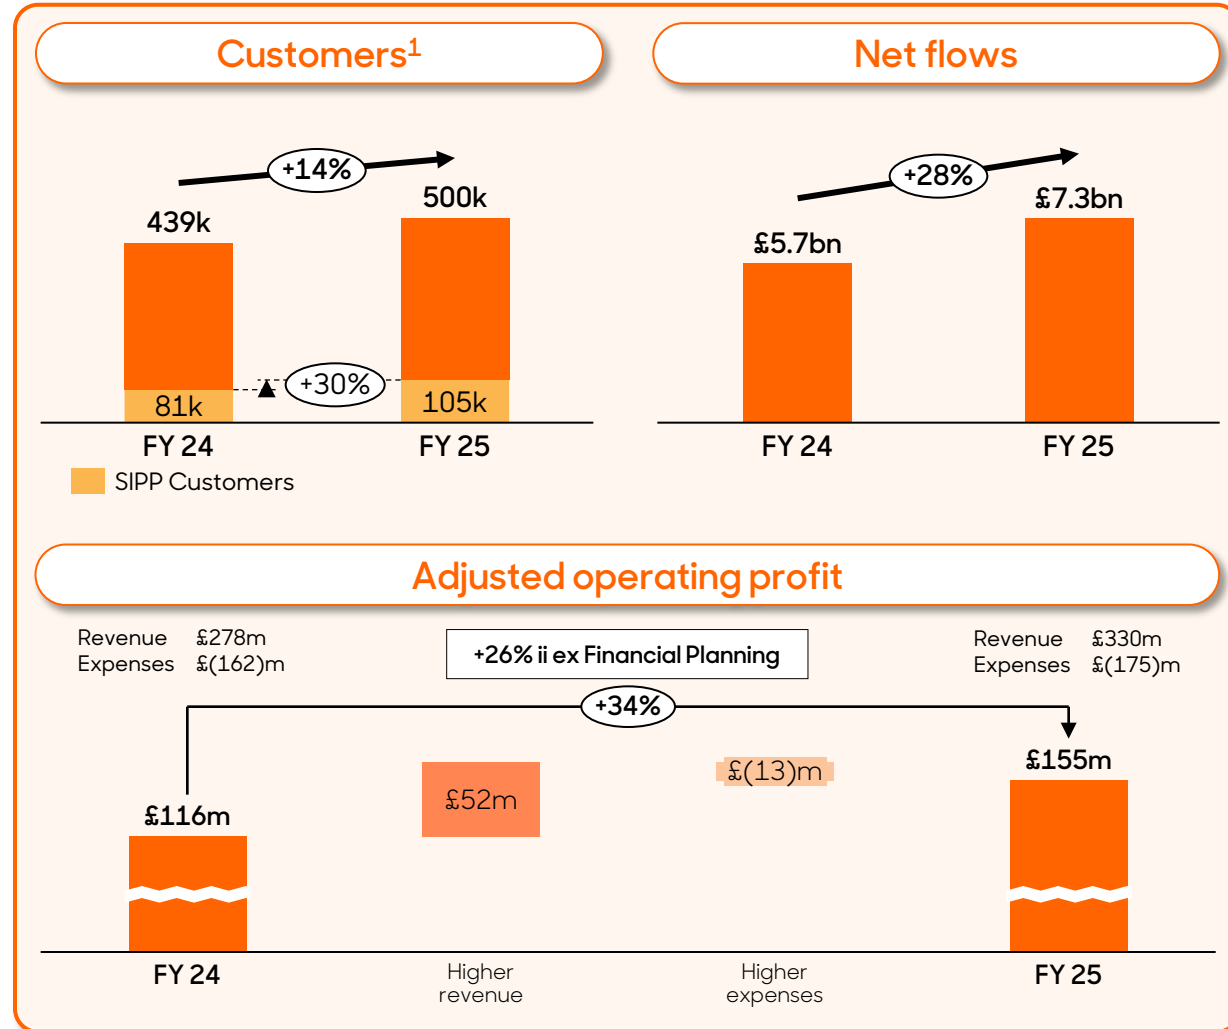 Customers¹
Net flows
+14%
439k
500k
+30%
81k
105k
FY 24
FY 25
SIPP Customers
+28%
£5.7bn
£7.3bn
FY 24
FY 25
Adjusted operating profit
Revenue £278m
Expenses £(162)m
+26% ii ex Financial Planning
Revenue £330m
Expenses £(175)m
+34%
£116m
£52m
£(13)m
£155m
FY 24
Higher
revenue
Higher
expenses
FY 25